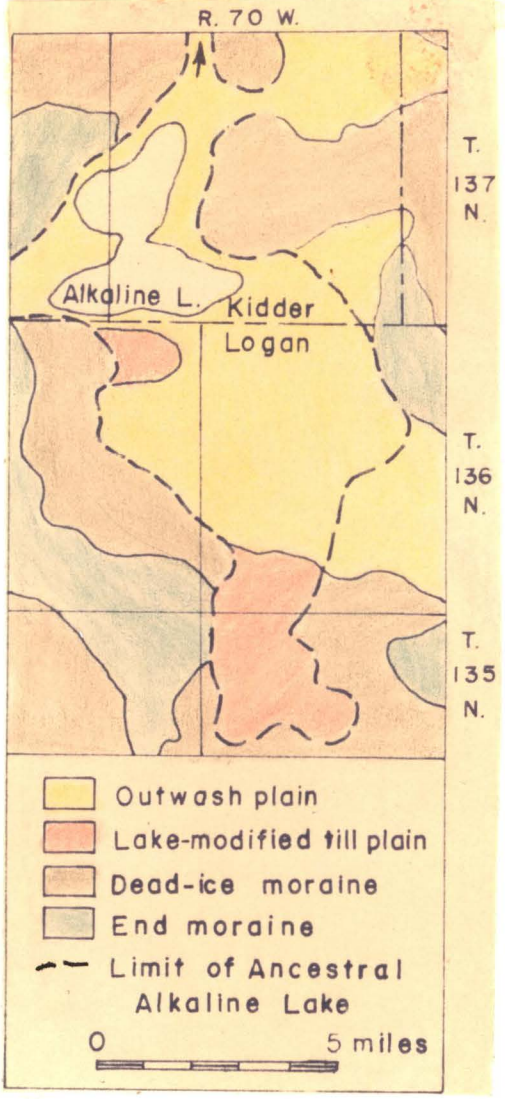 R. 70 W.
T.
137
N.
Alkaline L.
Kidder
Logan
T.
136
N.
T.
135
N.
Outwash plain
Lake-modified till plain
Dead-ice moraine
End moraine
Limit of Ancestral
Alkaline Lake
0 5 miles